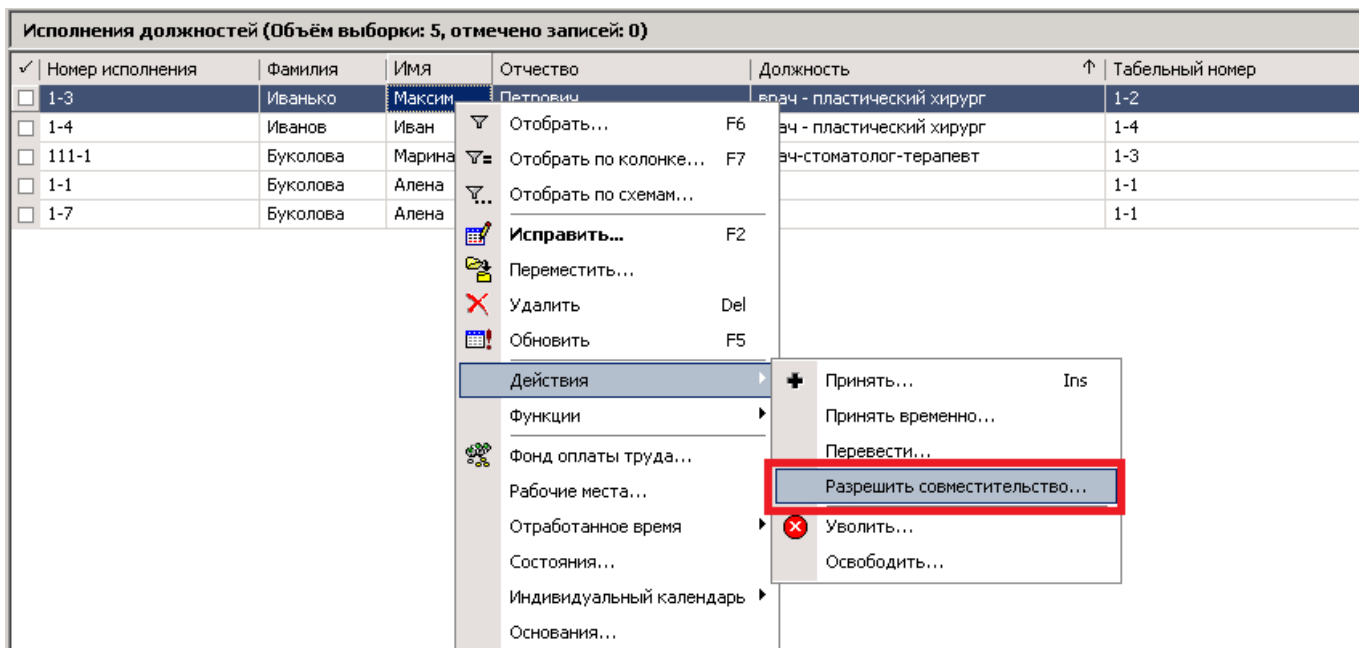 Исполнения должностей (Объём выборки: 5, отмечено записей: 0)
Номер исполнения Фамилия Имя Отчество Должность Табельный номер
1-3 Иванько Максим Петрович врач - пластический хирург 1-2
1-4 Иванов Иван ач - пластический хирург 1-4
111-1 Буколова Марина ач-стоматолог-терапевт 1-3
1-1 Буколова Алена 1-1
1-7 Буколова Алена 1-1
Отобрать... F6
Отобрать по колонке... F7
Отобрать по схемам...
Исправить... F2
Переместить...
Удалить Del
Обновить F5
Действия
Функции
Фонд оплаты труда...
Рабочие места...
Отработанное время
Состояния...
Индивидуальный календарь
Основания...
Принять... Ins
Принять временно...
Перевести...
Разрешить совместительство...
Уволить...
Освободить...